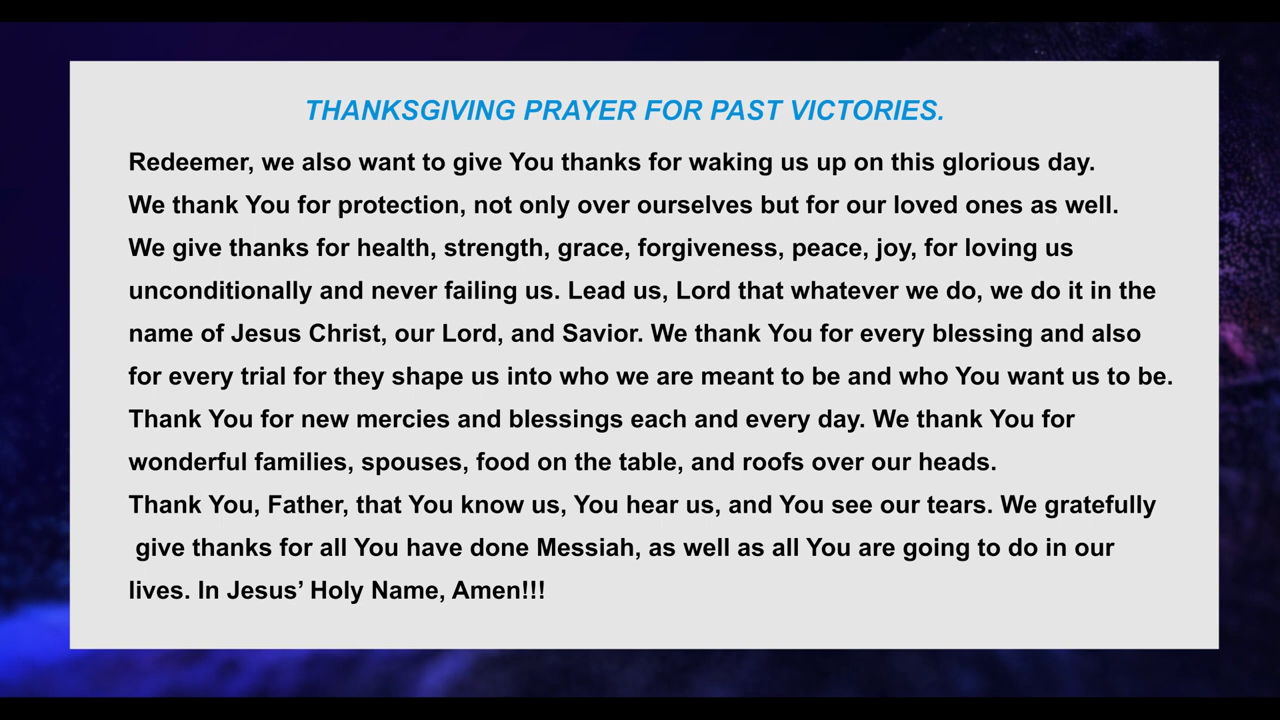 THANKSGIVING PRAYER FOR PAST VICTORIES.
Redeemer, we also want to give You thanks for waking us up on this glorious day.
We thank You for protection, not only over ourselves but for our loved ones as well.
We give thanks for health, strength, grace, forgiveness, peace, joy, for loving us
unconditionally and never failing us. Lead us, Lord that whatever we do, we do it in the
name of Jesus Christ, our Lord, and Savior. We thank You for every blessing and also
for every trial for they shape us into who we are meant to be and who You want us to be.
Thank You for new mercies and blessings each and every day. We thank You for
wonderful families, spouses, food on the table, and roofs over our heads.
Thank You, Father, that You know us, You hear us, and You see our tears. We gratefully
give thanks for all You have done Messiah, as well as all You are going to do in our
lives. In Jesus’ Holy Name, Amen!!!